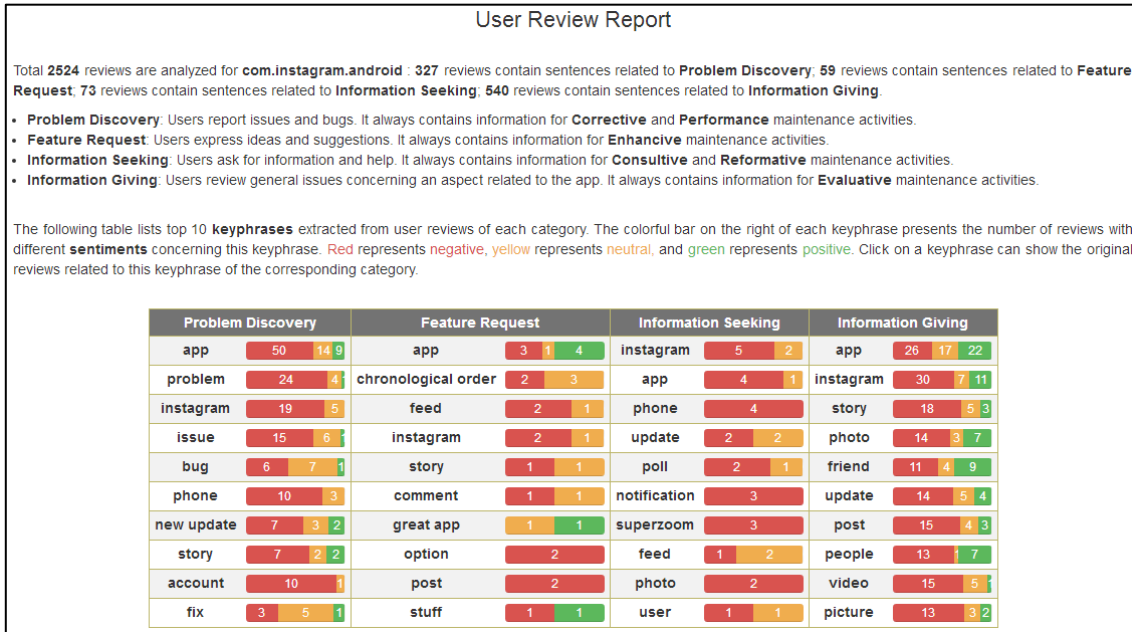 User Review Report
Total 2524 reviews are analyzed for com.instagram.android : 327 reviews contain sentences related to Problem Discovery; 59 reviews contain sentences related to Feature
Request; 73 reviews contain sentences related to Information Seeking; 540 reviews contain sentences related to Information Giving.
• Problem Discovery: Users report issues and bugs. It always contains information for Corrective and Performance maintenance activities.
• Feature Request: Users express ideas and suggestions. It always contains information for Enhancive maintenance activities.
• Information Seeking: Users ask for information and help. It always contains information for Consultive and Reformative maintenance activities.
• Information Giving: Users review general issues concerning an aspect related to the app. It always contains information for Evaluative maintenance activities.
The following table lists top 10 keyphrases extracted from user reviews of each category. The colorful bar on the right of each keyphrase presents the number of reviews with
different sentiments concerning this keyphrase. Red represents negative, yellow represents neutral, and green represents positive. Click on a keyphrase can show the original
reviews related to this keyphrase of the corresponding category.
Problem Discovery Feature Request Information Seeking Information Giving
app 50 14 9 app 3 1 4 instagram 5 2 app 26 17 22
problem 24 4 1 chronological order 2 3 app 4 1 instagram 30 7 11
instagram 19 5 feed 2 1 phone 4 story 18 5 3
issue 15 6 1 instagram 2 1 update 2 2 photo 14 3 7
bug 6 7 1 story 1 1 poll 2 1 friend 11 4 9
phone 10 3 comment 1 1 notification 3 update 14 5 4
new update 7 3 2 great app 1 1 superzoom 3 post 15 4 3
story 7 2 2 option 2 feed 1 2 people 13 1 7
account 10 1 post 2 photo 2 video 15 5 1
fix 3 5 1 stuff 1 1 user 1 1 picture 13 3 2